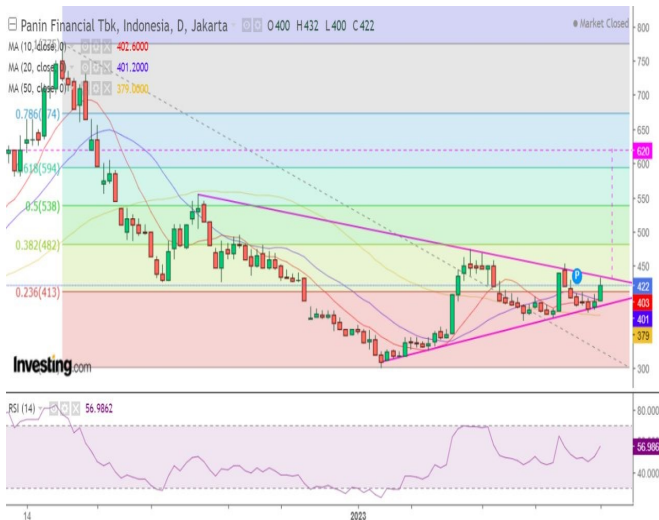 Panin Financial Tbk, Indonesia, D, Jakarta O400 H432 L400 C422
Market Closed
MA (10, close, 0) 402.6000
MA (20, close, 0) 401.2000
MA (50, close, 0) 379.0000
0.786(674)
0.618(594)
0.5(538)
0.382(482)
0.236(413)
P
800
750
700
650
620
550
500
450
422
403
401
379
300
Investing.com
RSI (14) 56.9862
80.000
56.986
40.000
14
2023